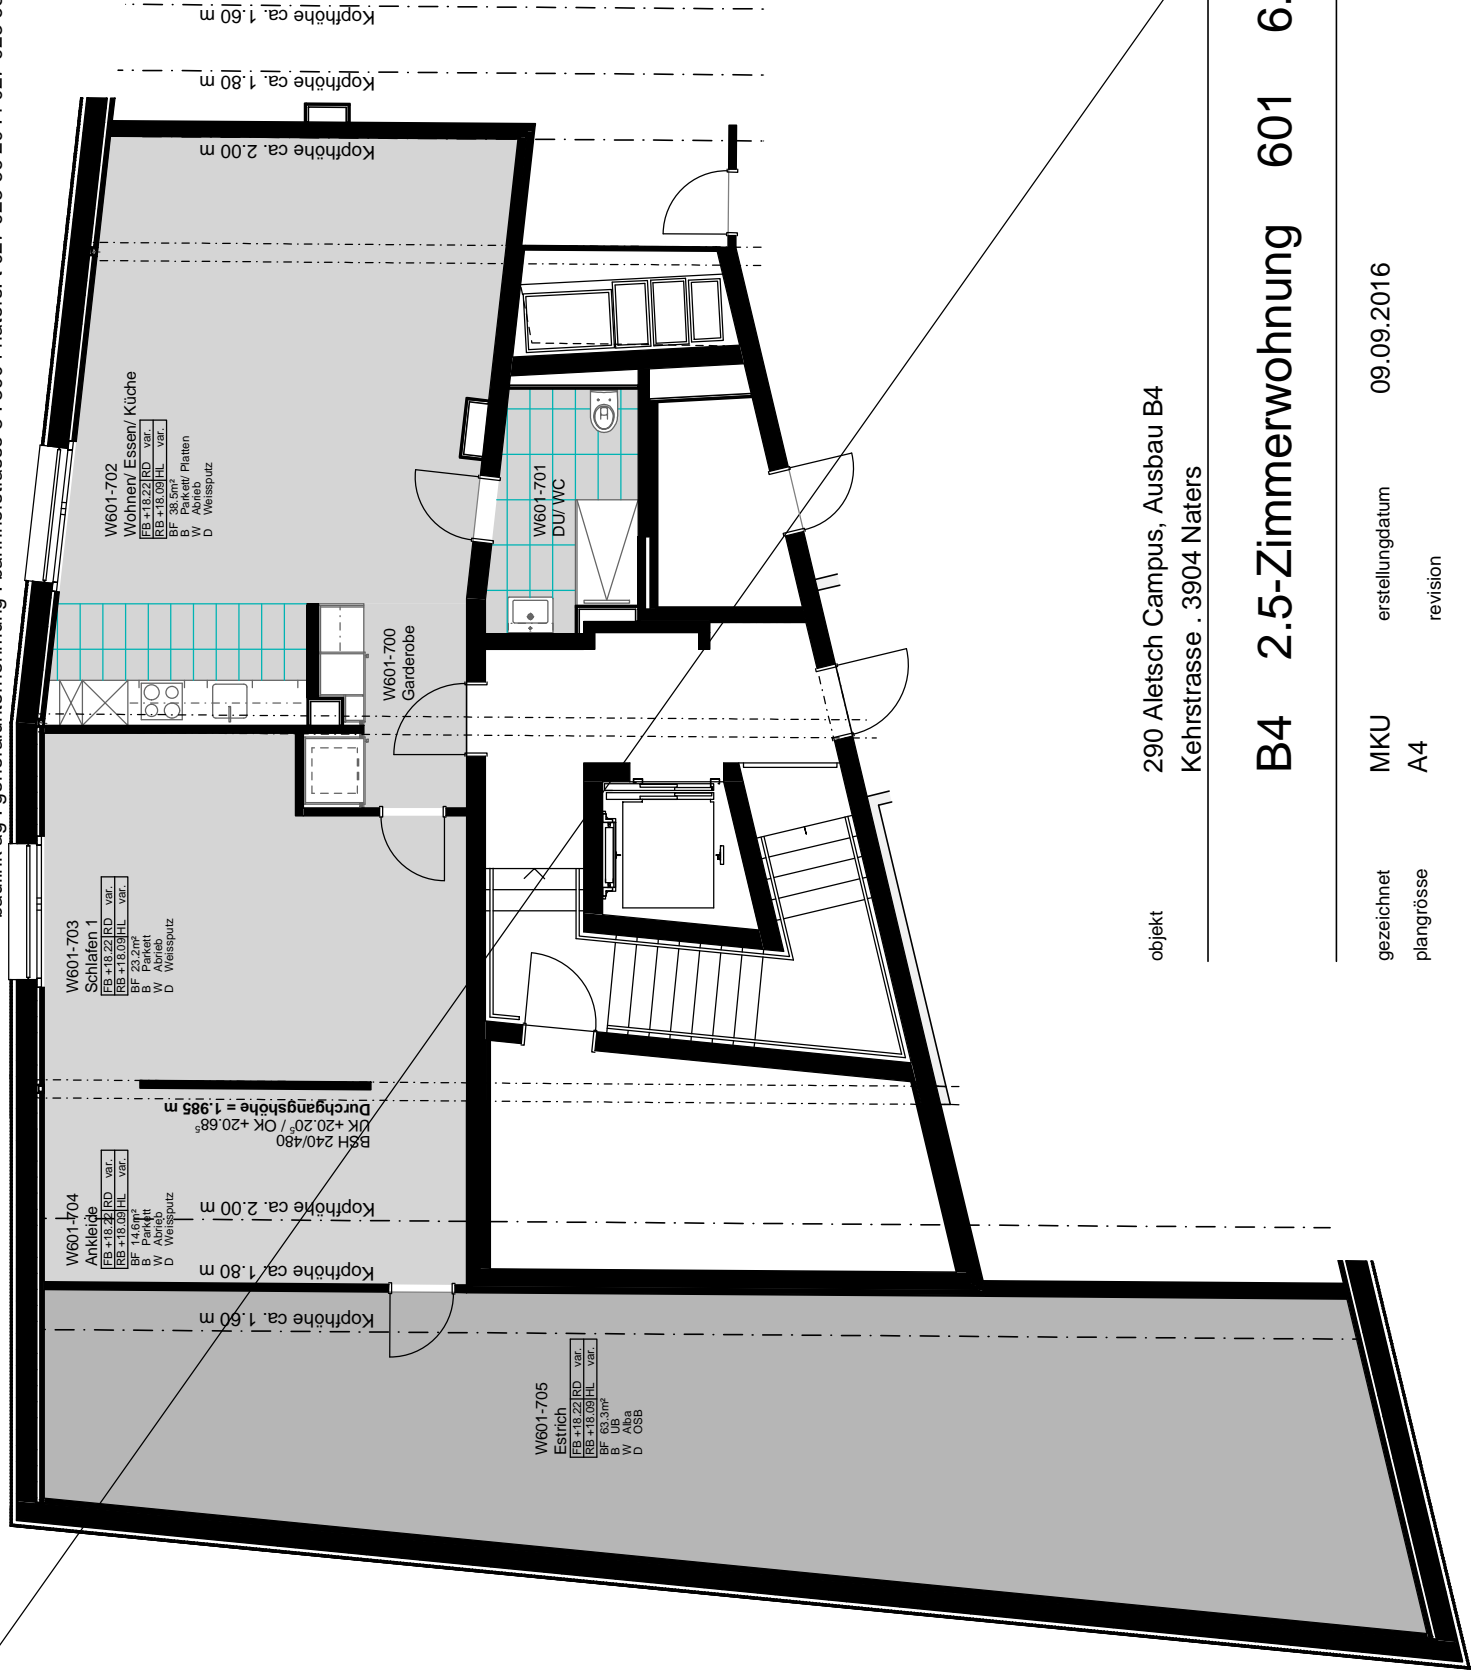 Kopfhöhe ca. 1.60 m
Kopfhöhe ca. 1.80 m
Kopfhöhe ca. 2.00 m
W601-702
Wohnen/ Essen/ Küche
FB +18.22 RD var.
RB +18.09 HL var.
BF 38.5m²
B Parkett/ Platten
W Abrieb
D Weissputz
W601-701
DU/ WC
W601-700
Garderobe
W601-703
Schlafen 1
FB +18.22 RD var.
RB +18.09 HL var.
BF 23.2m²
B Parkett
W Abrieb
D Weissputz
BSH 240/480
UK +20.20⁵ / OK +20.68⁵
Durchgangshöhe = 1.985 m
W601-704
Ankleide
FB +18.22 RD var.
RB +18.09 HL var.
BF 14.6m²
B Parkett
W Abrieb
D Weissputz
Kopfhöhe ca. 2.00 m
Kopfhöhe ca. 1.80 m
Kopfhöhe ca. 1.60 m
W601-705
Estrich
FB +18.22 RD var.
RB +18.09 HL var.
BF 63.3m²
B UB
W Alba
D OSB
objekt 290 Aletsch Campus, Ausbau B4
Kehrstrasse . 3904 Naters
B4 2.5-Zimmerwohnung 601 6.
gezeichnet MKU erstellungdatum 09.09.2016
plangrösse A4 revision